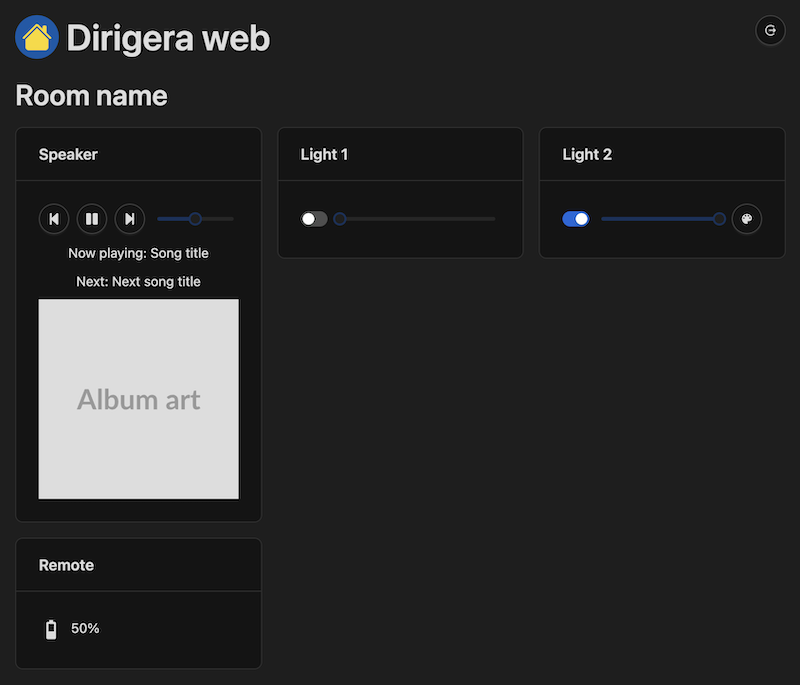 Dirigera web
Room name
Speaker
Now playing: Song title
Next: Next song title
Album art
Light 1
Light 2
Remote
50%